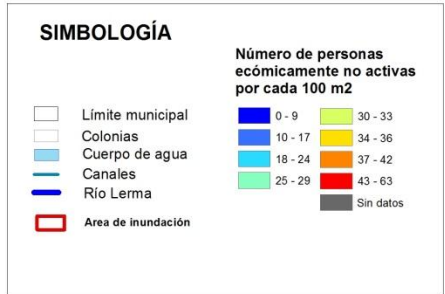 SIMBOLOGÍA
Límite municipal
Colonias
Cuerpo de agua
Canales
Río Lerma
Area de inundación
Número de personas
ecómicamente no activas
por cada 100 m2
0 - 9
10 - 17
18 - 24
25 - 29
30 - 33
34 - 36
37 - 42
43 - 63
Sin datos